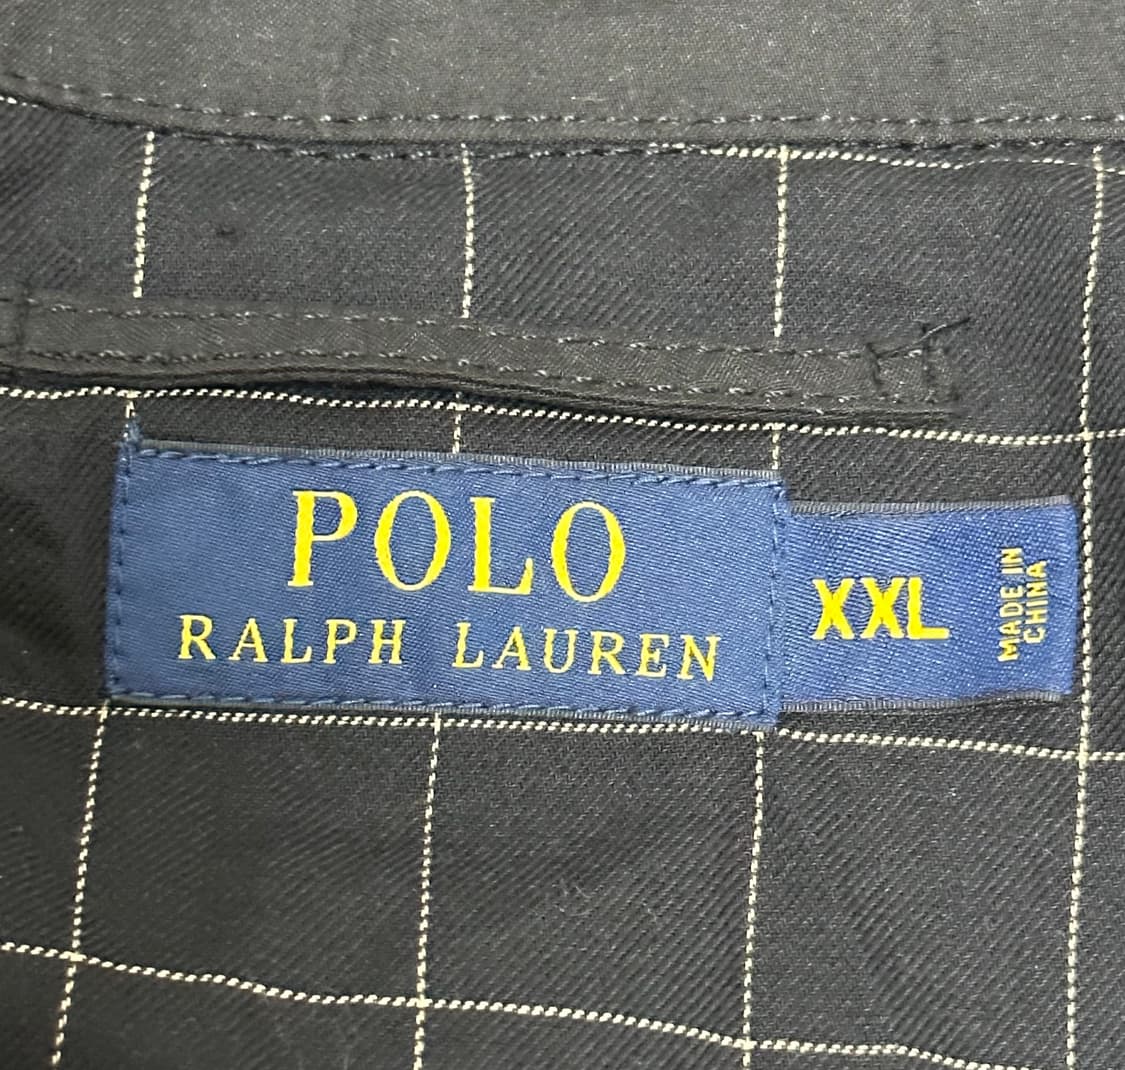 POLO
RALPH LAUREN
XXL
MADE IN
CHINA